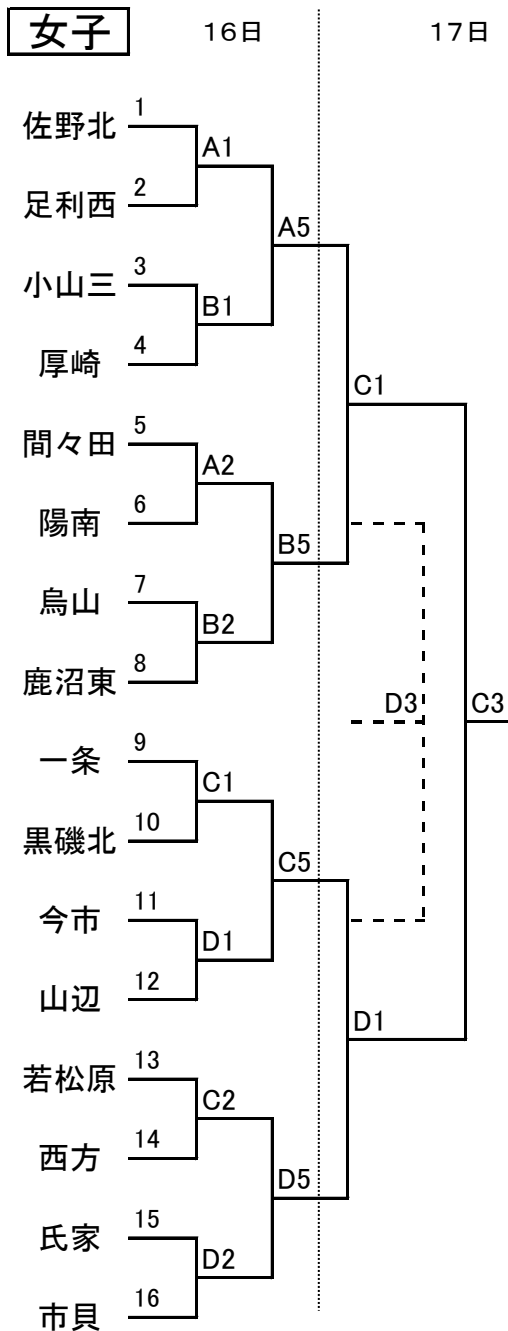 女子 16日 17日
1
佐野北
A1
2
足利西
A5
3
小山三
B1
4
厚崎
C1
5
間々田
A2
6
陽南
B5
7
烏山
B2
8
鹿沼東
D3 C3
9
一条
C1
10
黒磯北
C5
11
今市
D1
12
山辺
D1
13
若松原
C2
14
西方
D5
15
氏家
D2
16
市貝